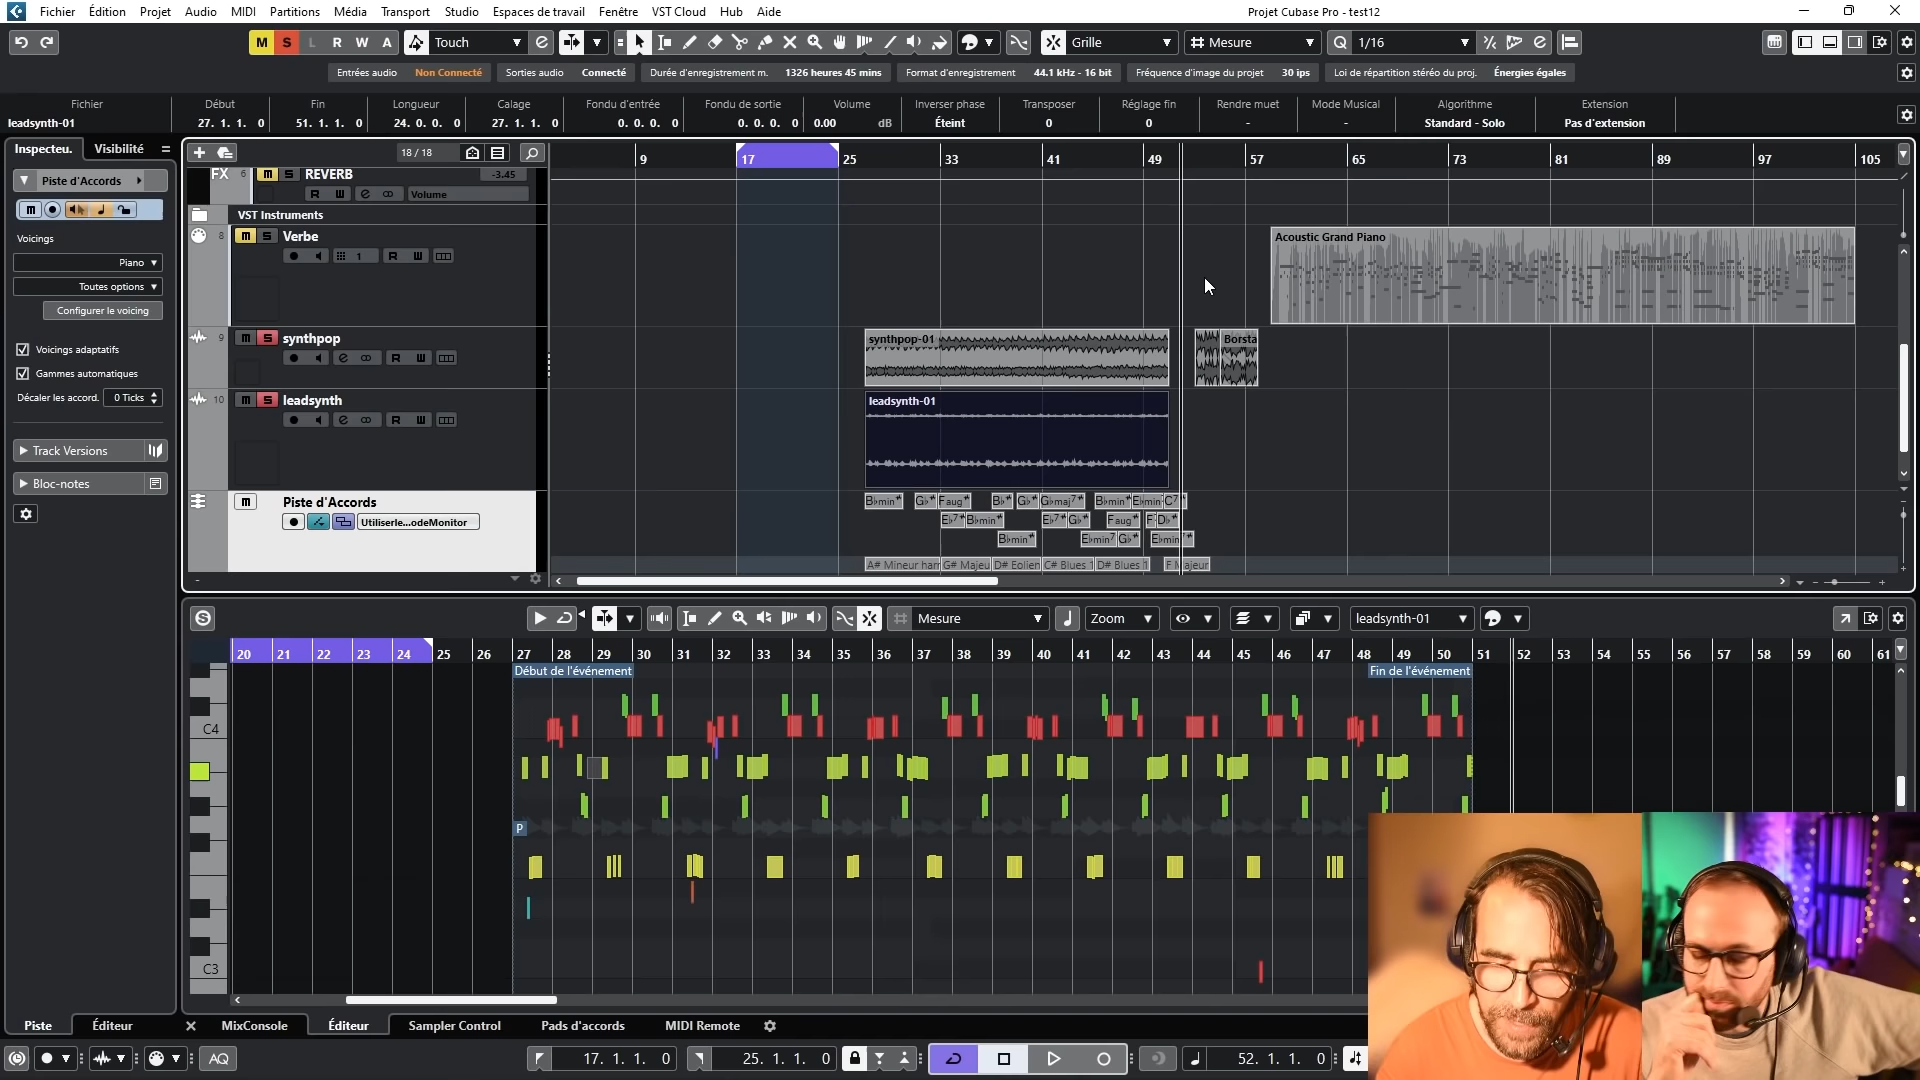 Fichier Édition Projet Audio MIDI Partitions Média Transport Studio Espaces de travail Fenêtre VST Cloud Hub Aide Projet Cubase Pro - test12
M S L R W A Touch Grille Mesure Q 1/16
Entrées audio Non Connecté Sorties audio Connecté Durée d'enregistrement m. 1326 heures 45 mins Format d'enregistrement 44.1 kHz - 16 bit Fréquence d'image du projet 30 ips Loi de répartition stéréo du proj. Énergies égales
Fichier Début Fin Longueur Calage Fondu d'entrée Fondu de sortie Volume Inverser phase Transposer Réglage fin Rendre muet Mode Musical Algorithme Extension
leadsynth-01 27. 1. 1. 0 51. 1. 1. 0 24. 0. 0. 0 27. 1. 1. 0 0. 0. 0. 0 0. 0. 0. 0 0.00 dB Éteint 0 0 - - Standard - Solo Pas d'extension
Inspecteu. Visibilité
18 / 18
9 17 25 33 41 49 57 65 73 81 89 97 105
Piste d'Accords
FX 6 m S REVERB -3.45
R W e Volume
m
VST Instruments
Voicings
8 m S Verbe
Acoustic Grand Piano
1 R W
Piano
Toutes options
Configurer le voicing
9 m S synthpop
synthpop-01
Borsta
Voicings adaptatifs
e R W
Gammes automatiques
Décaler les accord. 0 Ticks
10 m S leadsynth
leadsynth-01
e R W
Track Versions
Bloc-notes
m Piste d'Accords
B♭min G♭ Faug B♭ G♭ G♭maj7 B♭min E♭min C7
Utiliserle...odeMonitor
E♭7 B♭min E♭7 G♭ Faug F D♭
B♭min E♭min7 G♭ E♭min7
A# Mineur harr G# Majeu D# Eolien C# Blues 1 D# Blues 1
Mesure Zoom leadsynth-01
20 21 22 23 24 25 26 27 28 29 30 31 32 33 34 35 36 37 38 39 40 41 42 43 44 45 46 47 48 49 50 51 52 53 54 55 56 57 58 59 60 61
Début de l'événement Fin de l'événement
C4
P
C3
Piste Éditeur MixConsole Éditeur Sampler Control Pads d'accords MIDI Remote
AQ 17. 1. 1. 0 25. 1. 1. 0 52. 1. 1. 0